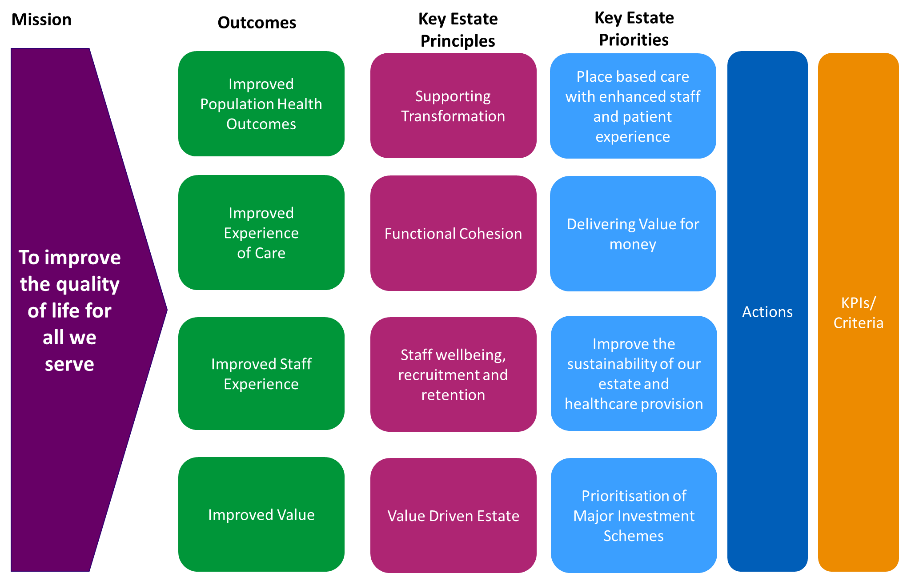 Mission
Outcomes
Key Estate
Principles
Key Estate
Priorities
To improve
the quality
of life for
all we
serve
Improved
Population Health
Outcomes
Supporting
Transformation
Place based care
with enhanced staff
and patient
experience
Improved
Experience
of Care
Functional Cohesion
Delivering Value for
money
Improved Staff
Experience
Staff wellbeing,
recruitment and
retention
Improve the
sustainability of our
estate and
healthcare provision
Improved Value
Value Driven Estate
Prioritisation of
Major Investment
Schemes
Actions
KPIs/
Criteria